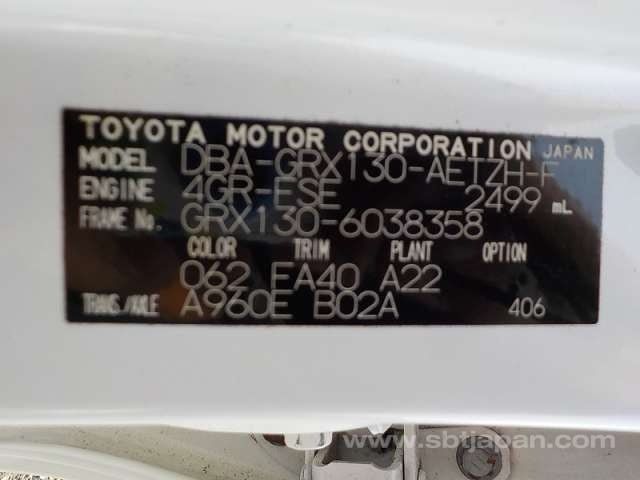 TOYOTA MOTOR CORPORATION JAPAN
MODEL DBA-GRX130-AETZH-F
ENGINE 4GR-FSE 2499 mL
FRAME No. GRX130-6038358
COLOR TRIM PLANT OPTION
062 FA40 A22
TRANS/AXLE A960E B02A 406
www.sbtjapan.com